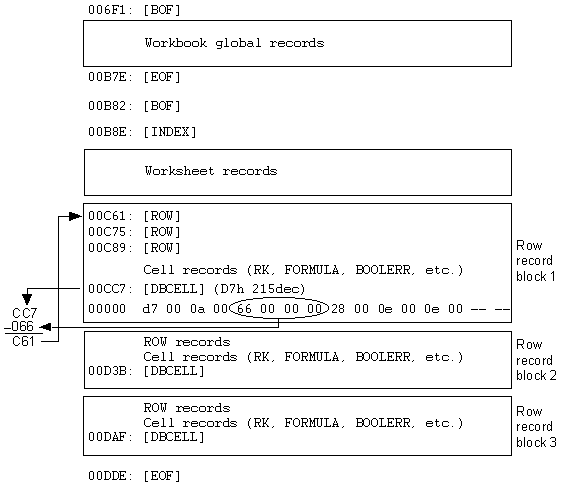 006F1: [BOF]
Workbook global records
00B7E: [EOF]
00B82: [BOF]
00B8E: [INDEX]
Worksheet records
00C61: [ROW]
00C75: [ROW]
00C89: [ROW]
Cell records (RK, FORMULA, BOOLERR, etc.)
00CC7: [DBCELL] (D7h 215dec)
00000 d7 00 0a 00 66 00 00 00 28 00 0e 00 0e 00 -- --
Row
record
block 1
CC7
-066
C61
ROW records
Cell records (RK, FORMULA, BOOLERR, etc.)
00D3B: [DBCELL]
Row
record
block 2
ROW records
Cell records (RK, FORMULA, BOOLERR, etc.)
00DAF: [DBCELL]
Row
record
block 3
00DDE: [EOF]